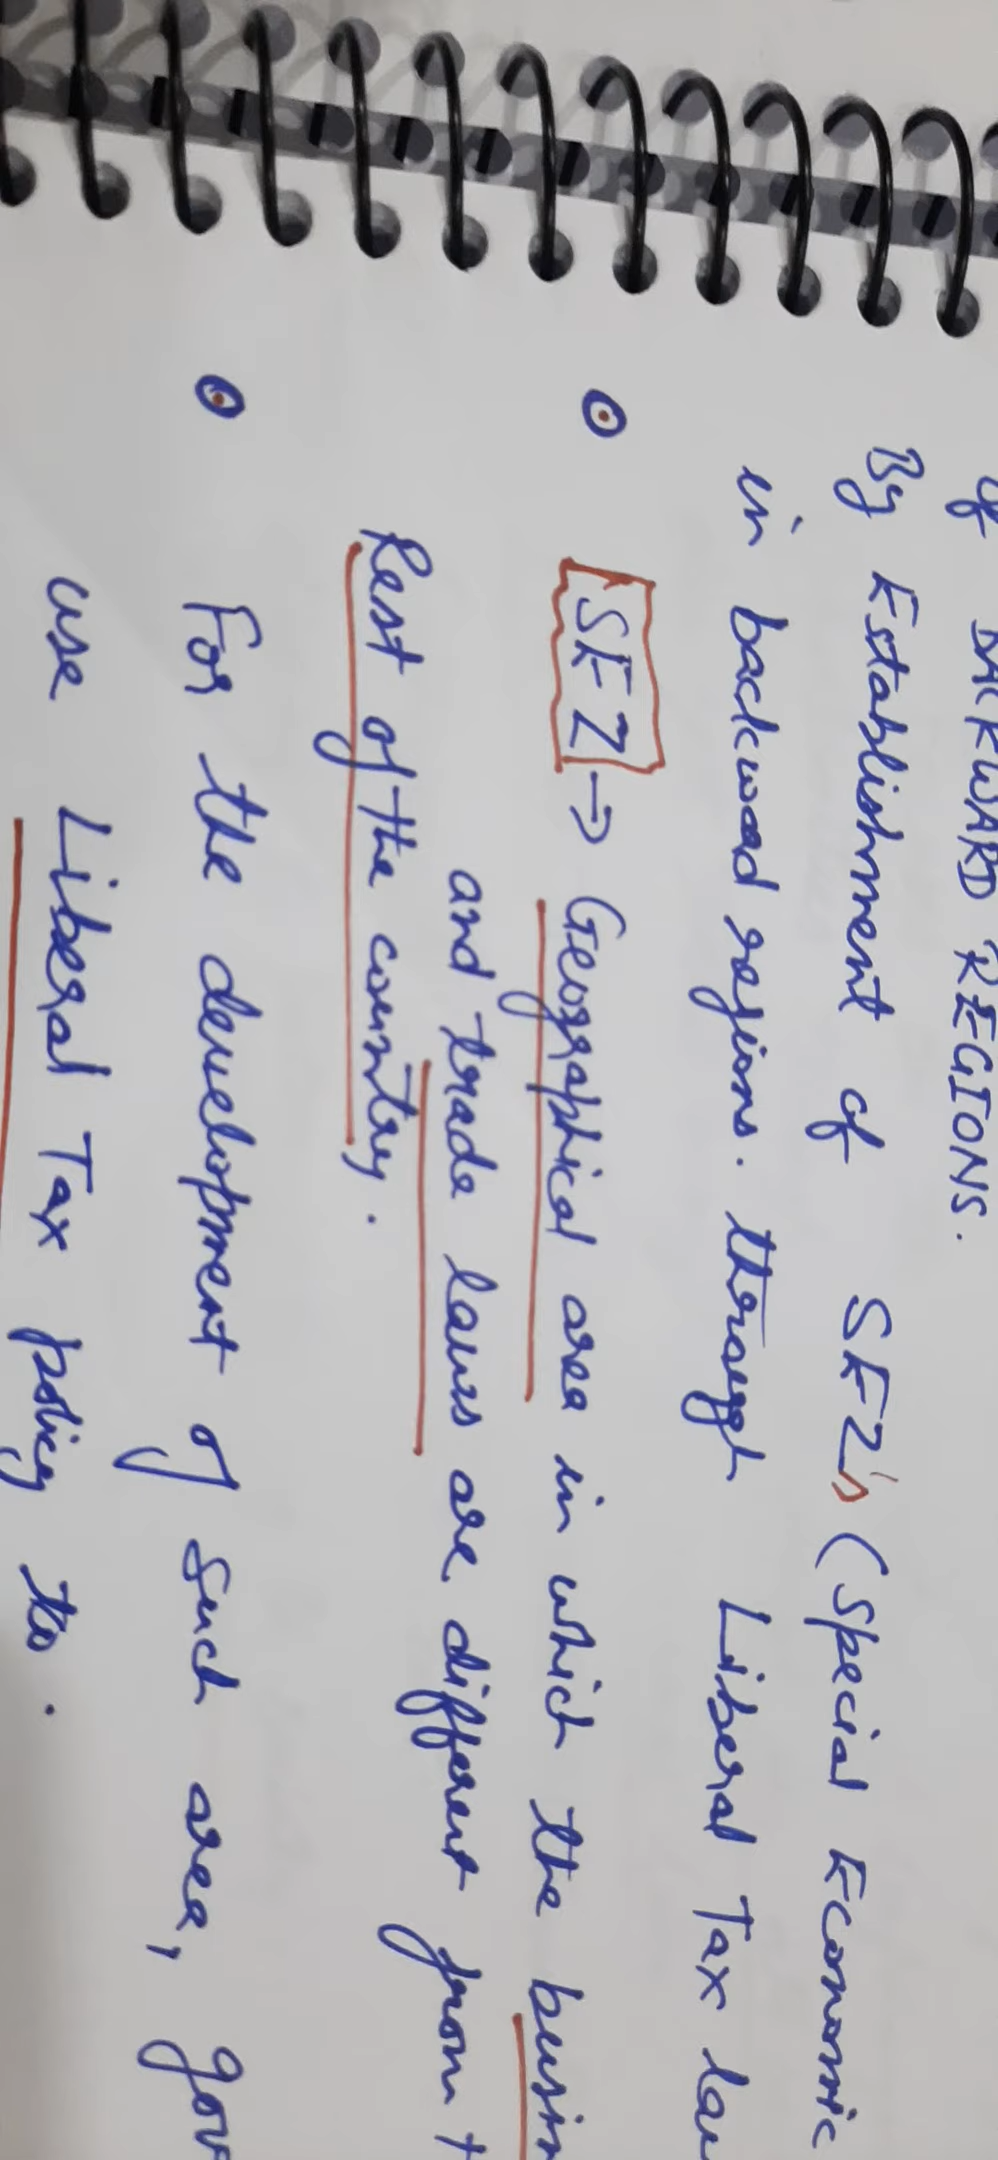 of BACKWARD REGIONS.
By Establishment of SEZ's (Special Economic
in backward regions. through Liberal Tax
SEZ → Geographical area in which the
and trade laws are different from
Rest of the country.
For the development of such area,
use Liberal Tax policy to.